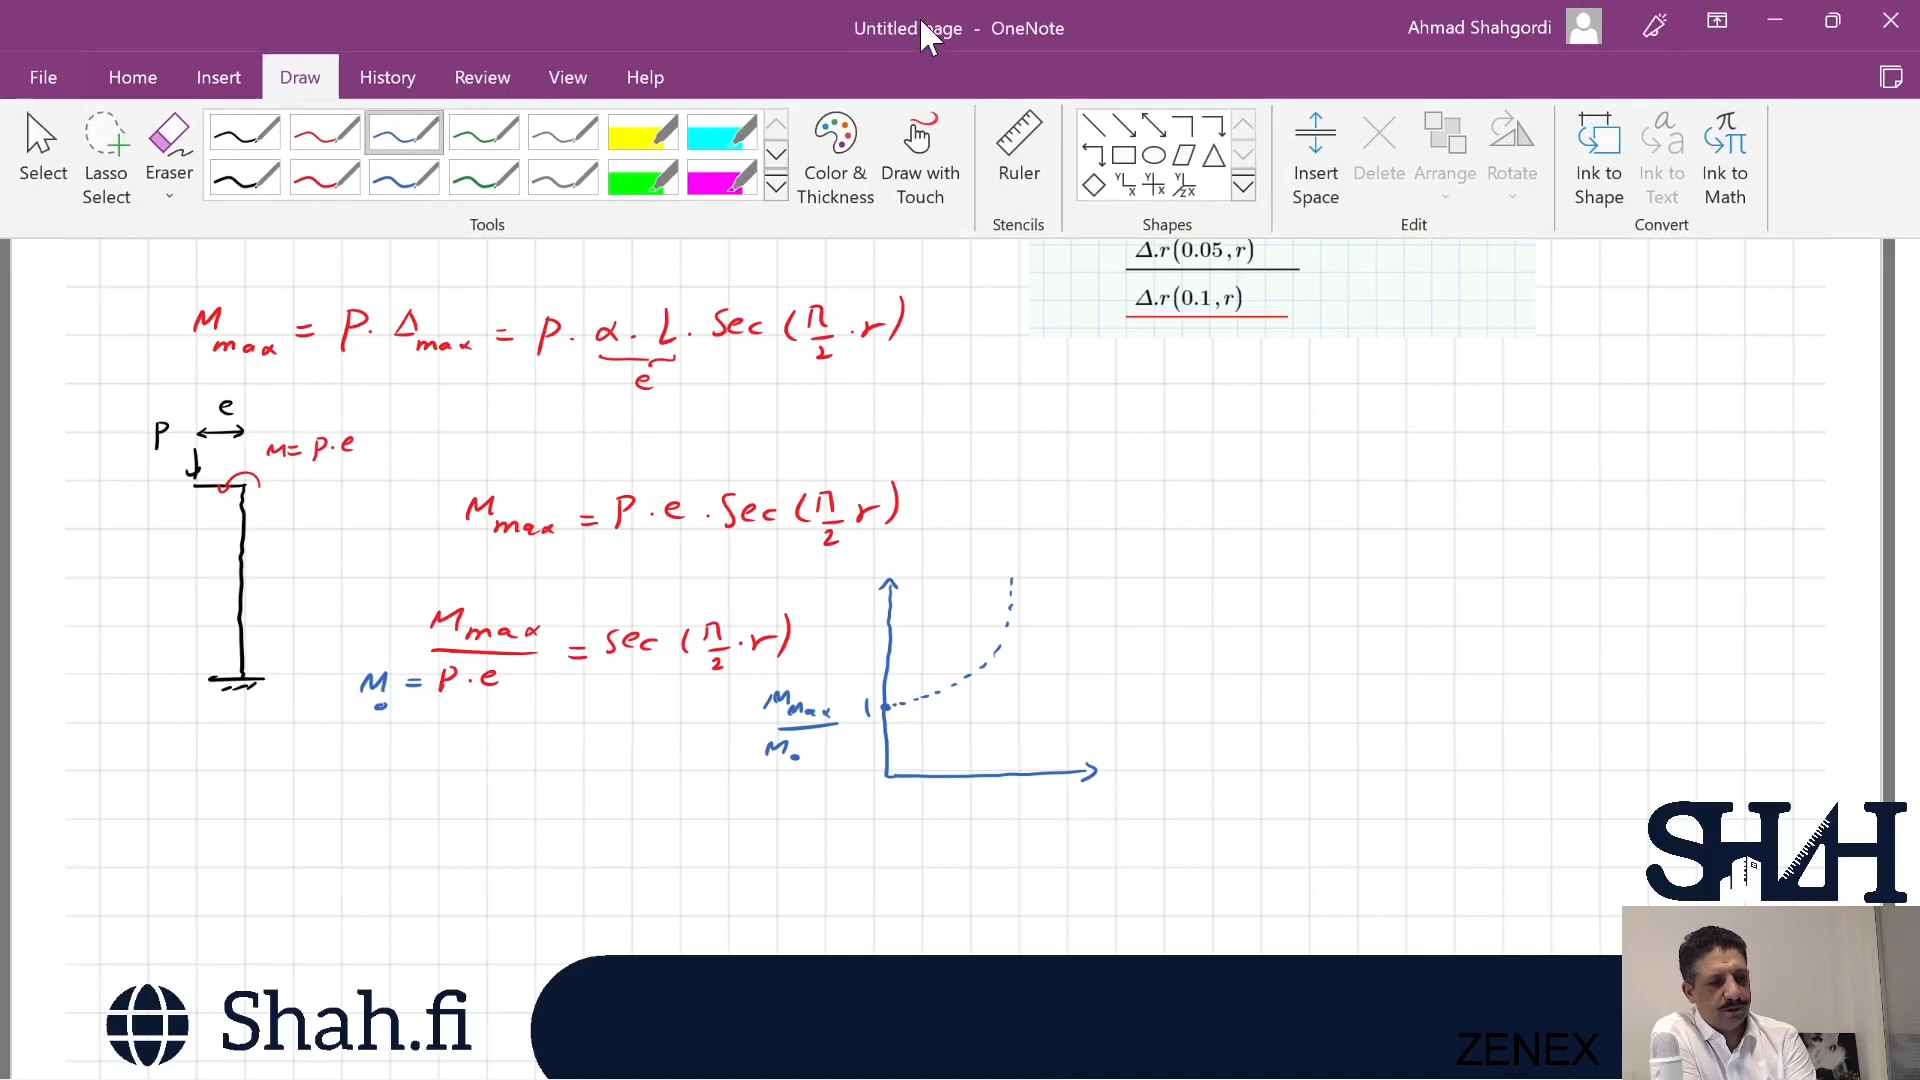 Untitled page - OneNote
Ahmad Shahgordi
File Home Insert Draw History Review View Help
Select
Lasso Select
Eraser
Color & Thickness
Draw with Touch
Ruler
Insert Space
Delete
Arrange
Rotate
Ink to Shape
Ink to Text
Ink to Math
Tools
Stencils
Shapes
Edit
Convert
Δ.r(0.05,r)
Δ.r(0.1,r)
M max = P. Δ max = P. α. L. Sec (π/2 .r)
e
e
P
M= P.e
M max = P.e . Sec (π/2 r)
M max / P.e = Sec (π/2 .r)
M₀ = P.e
M Max / M₀
1
SHAH
Shah.fi
ZENEX